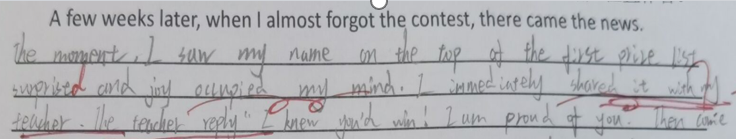 A few weeks later, when I almost forgot the contest, there came the news.
The moment, I saw my name on the top of the first prize list
surprised and joy occupied my mind. I immediately shared it with my
teacher. The teacher reply "I knew you'd win! I am proud of you. Then came